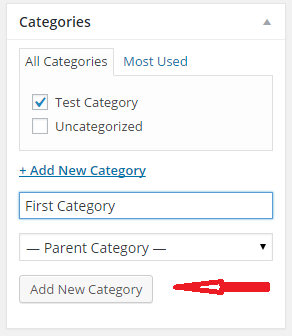 Categories
All Categories Most Used
Test Category
Uncategorized
+ Add New Category
First Category
— Parent Category —
Add New Category